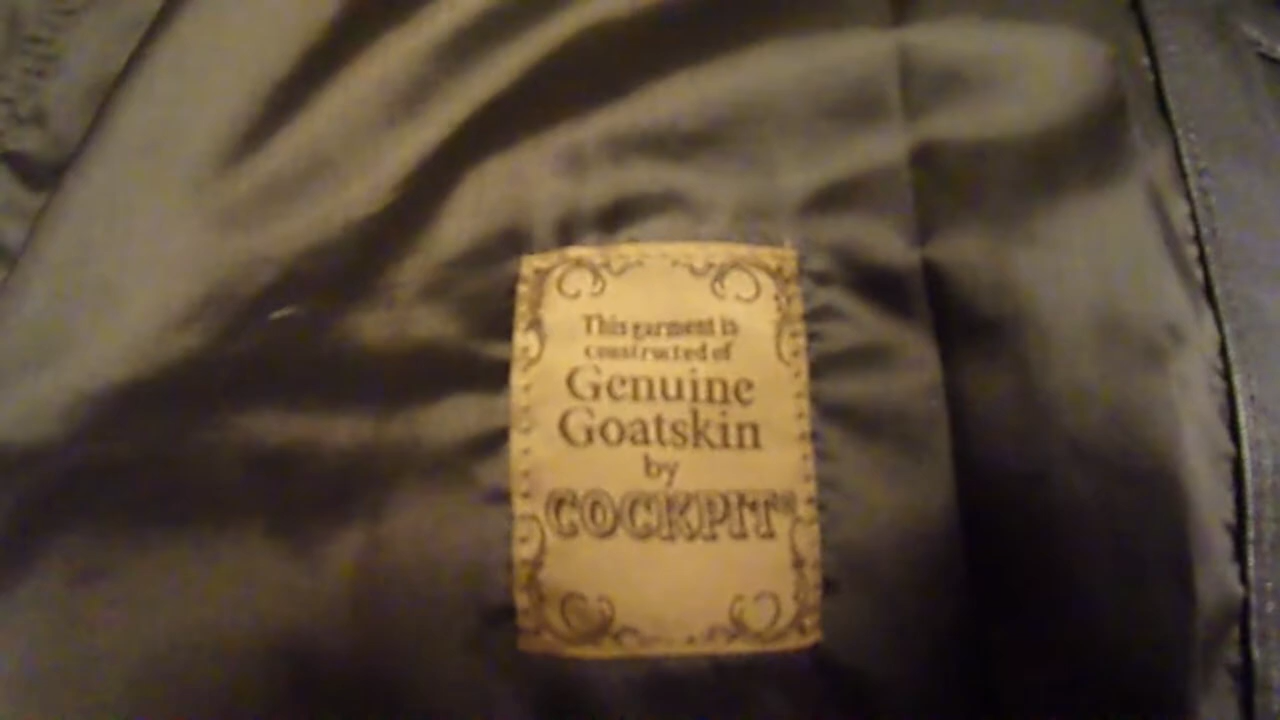 This garment is
constructed of
Genuine
Goatskin
by
COCKPIT®